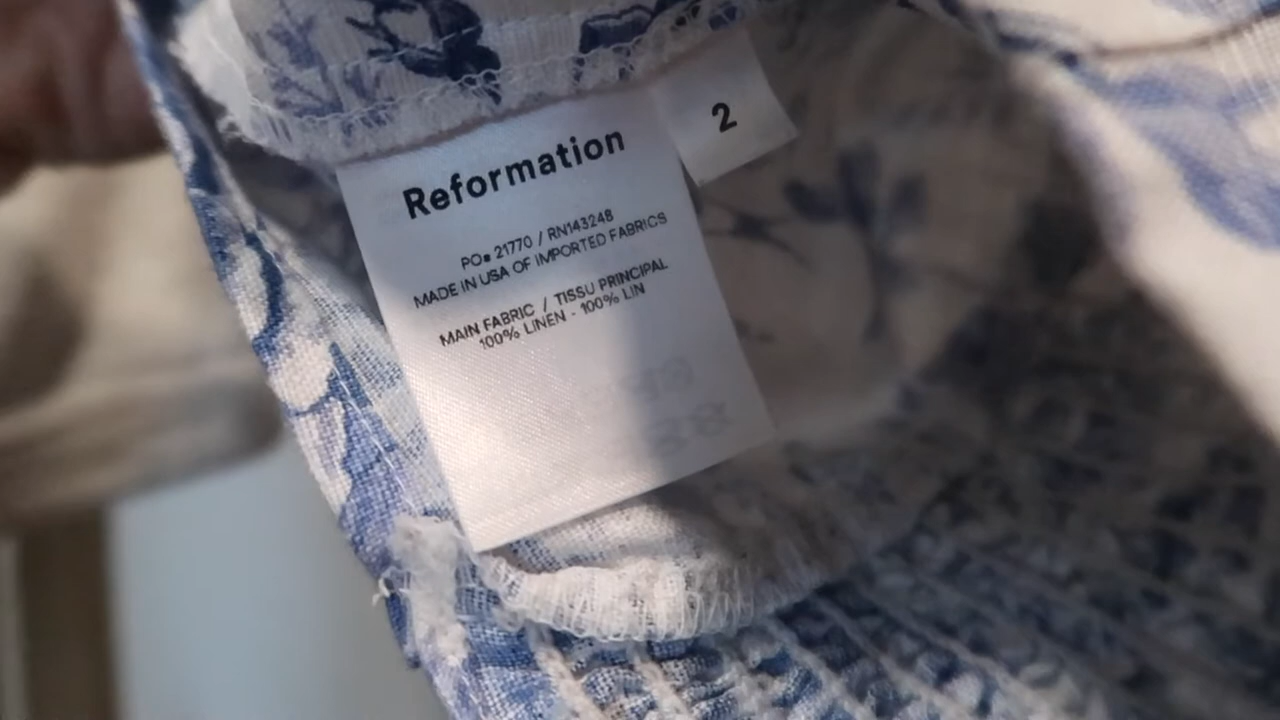 Reformation
2
PO# 21770 / RN143248
MADE IN USA OF IMPORTED FABRICS
MAIN FABRIC / TISSU PRINCIPAL
100% LINEN - 100% LIN